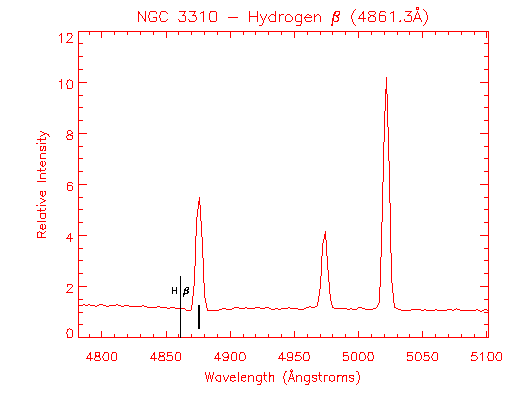 NGC 3310 – Hydrogen β (4861.3Å)
12
10
8
6
4
2
0
Relative Intensity
H β
4800 4850 4900 4950 5000 5050 5100
Wavelength (Ångstroms)